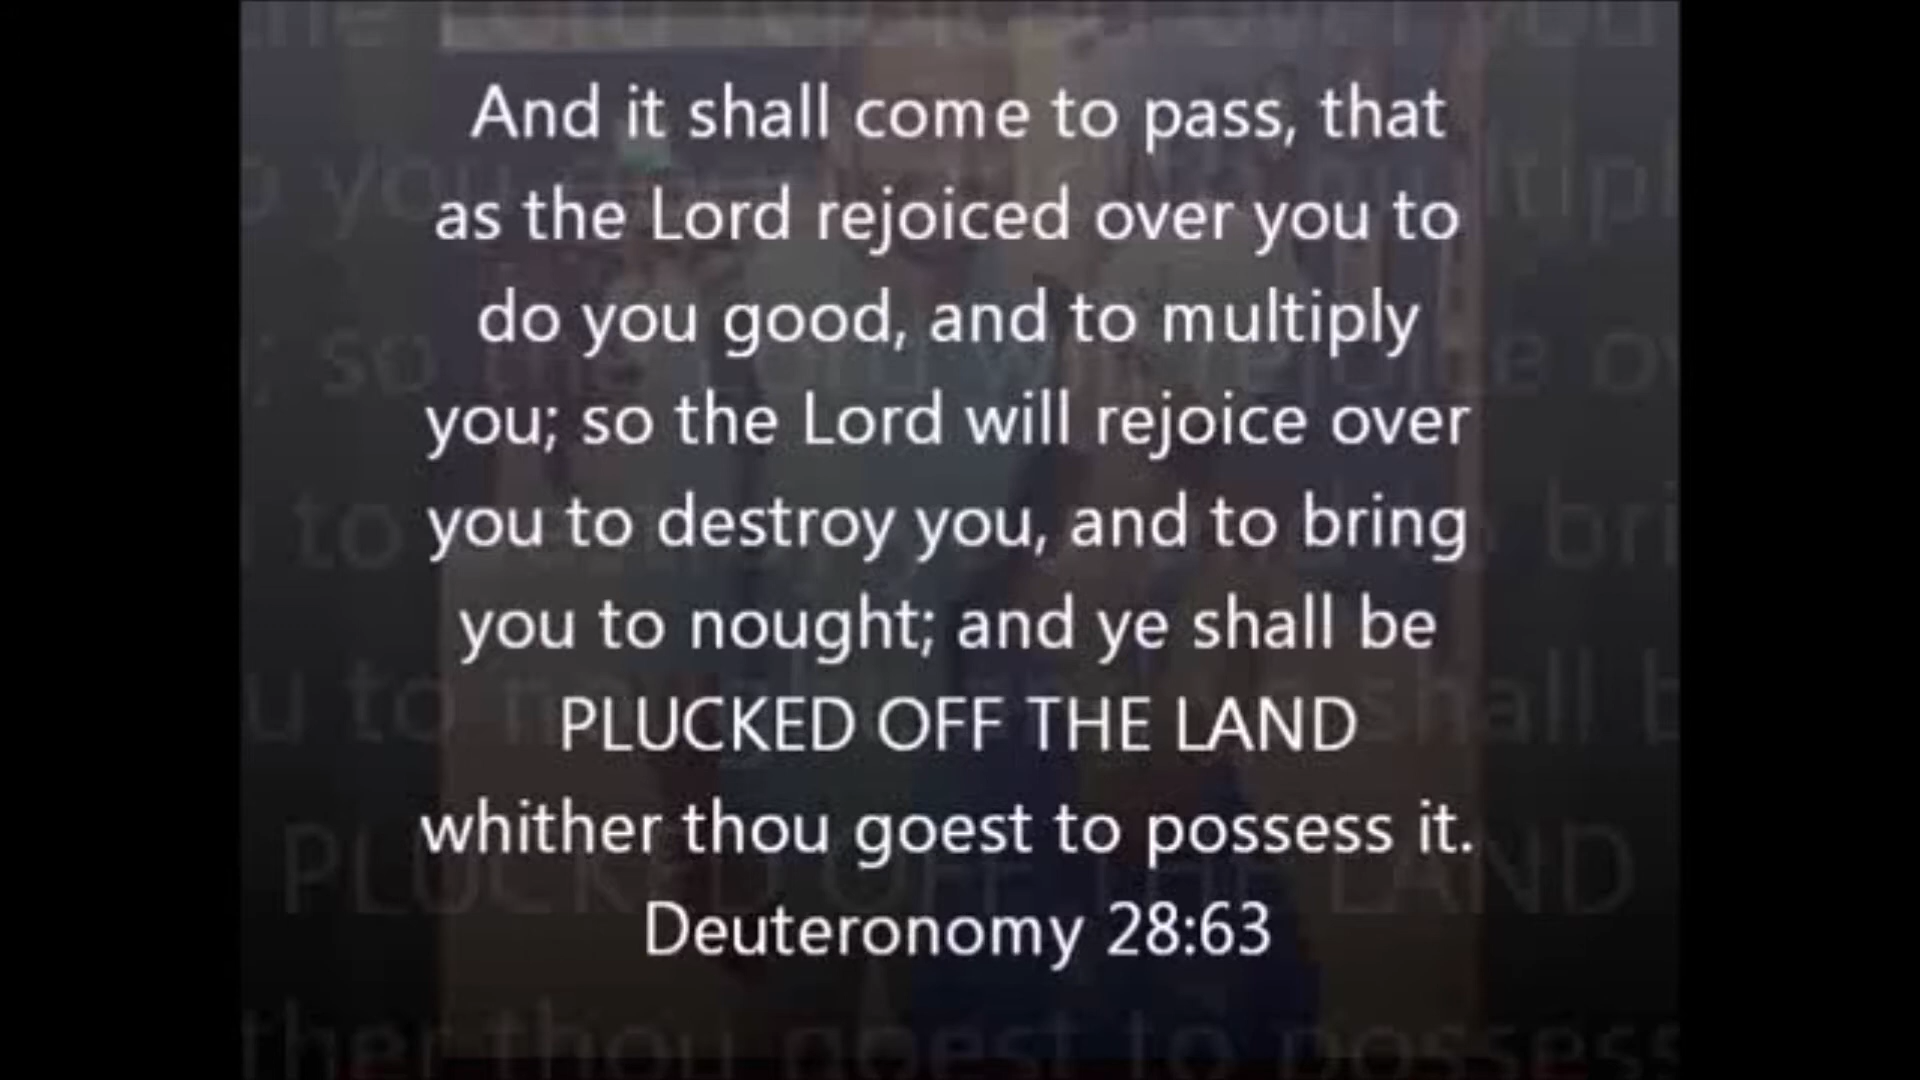 And it shall come to pass, that
as the Lord rejoiced over you to
do you good, and to multiply
you; so the Lord will rejoice over
you to destroy you, and to bring
you to nought; and ye shall be
PLUCKED OFF THE LAND
whither thou goest to possess it.
Deuteronomy 28:63